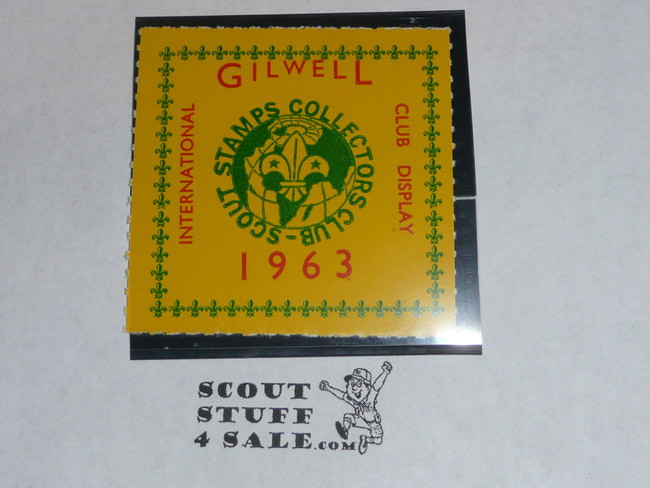 GILWELL
INTERNATIONAL
CLUB DISPLAY
SCOUT STAMPS COLLECTORS CLUB -
1963
SCOUT
STUFF
4 SALE.COM